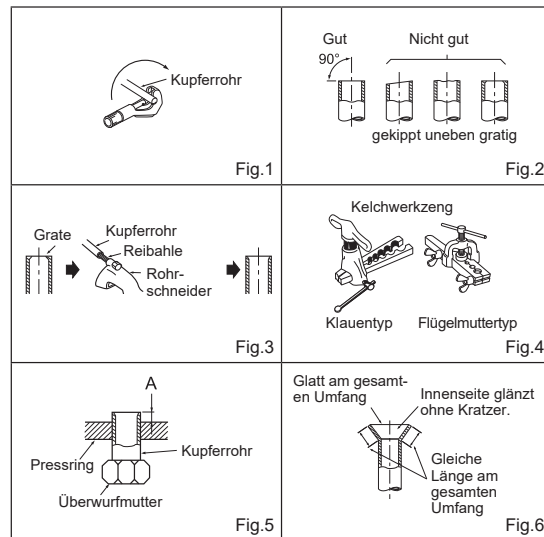 Kupferrohr
Fig.1
Gut
Nicht gut
90°
gekippt uneben gratig
Fig.2
Grate
Kupferrohr
Reibahle
Rohr-
schneider
Fig.3
Kelchwerkzeng
Klauentyp
Flügelmuttertyp
Fig.4
A
Kupferrohr
Pressring
Überwurfmutter
Fig.5
Glatt am gesamt-
en Umfang
Innenseite glänzt
ohne Kratzer.
Gleiche
Länge am
gesamten
Umfang
Fig.6